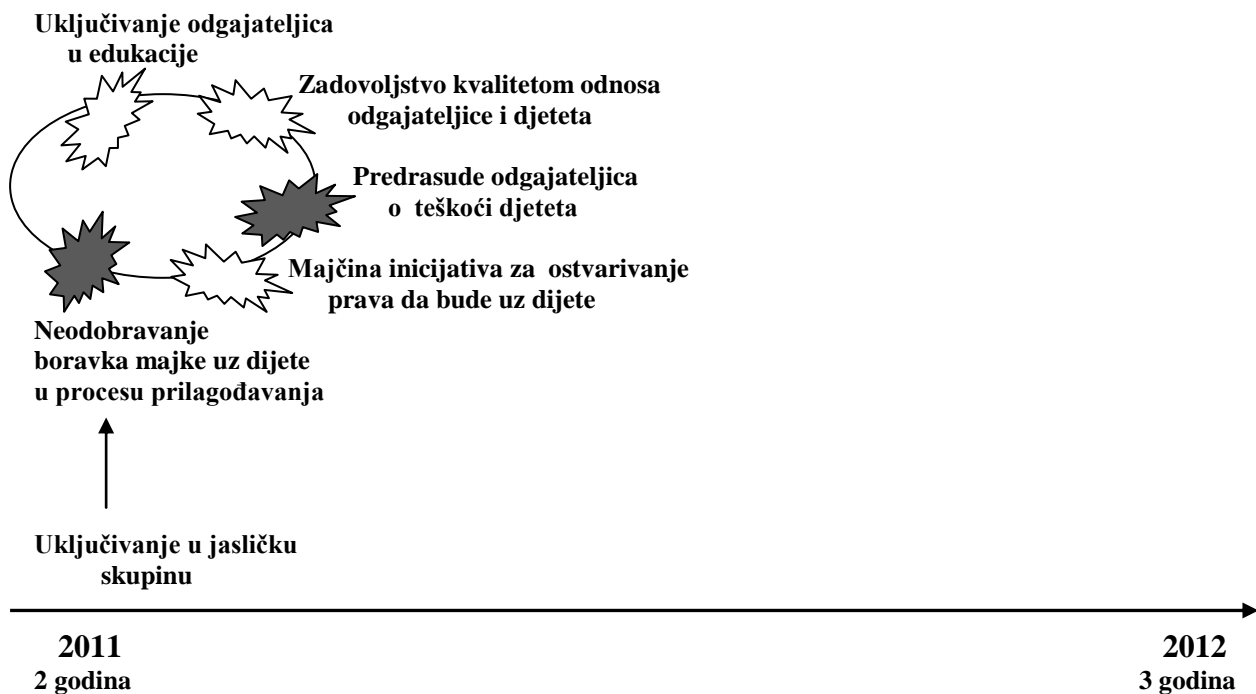 Uključivanje odgajateljica
u edukacije
Zadovoljstvo kvalitetom odnosa
odgajateljice i djeteta
Predrasude odgajateljica
o teškoći djeteta
Majčina inicijativa za ostvarivanje
prava da bude uz dijete
Neodobravanje
boravka majke uz dijete
u procesu prilagođavanja
Uključivanje u jasličku
skupinu
2011
2 godina
2012
3 godina